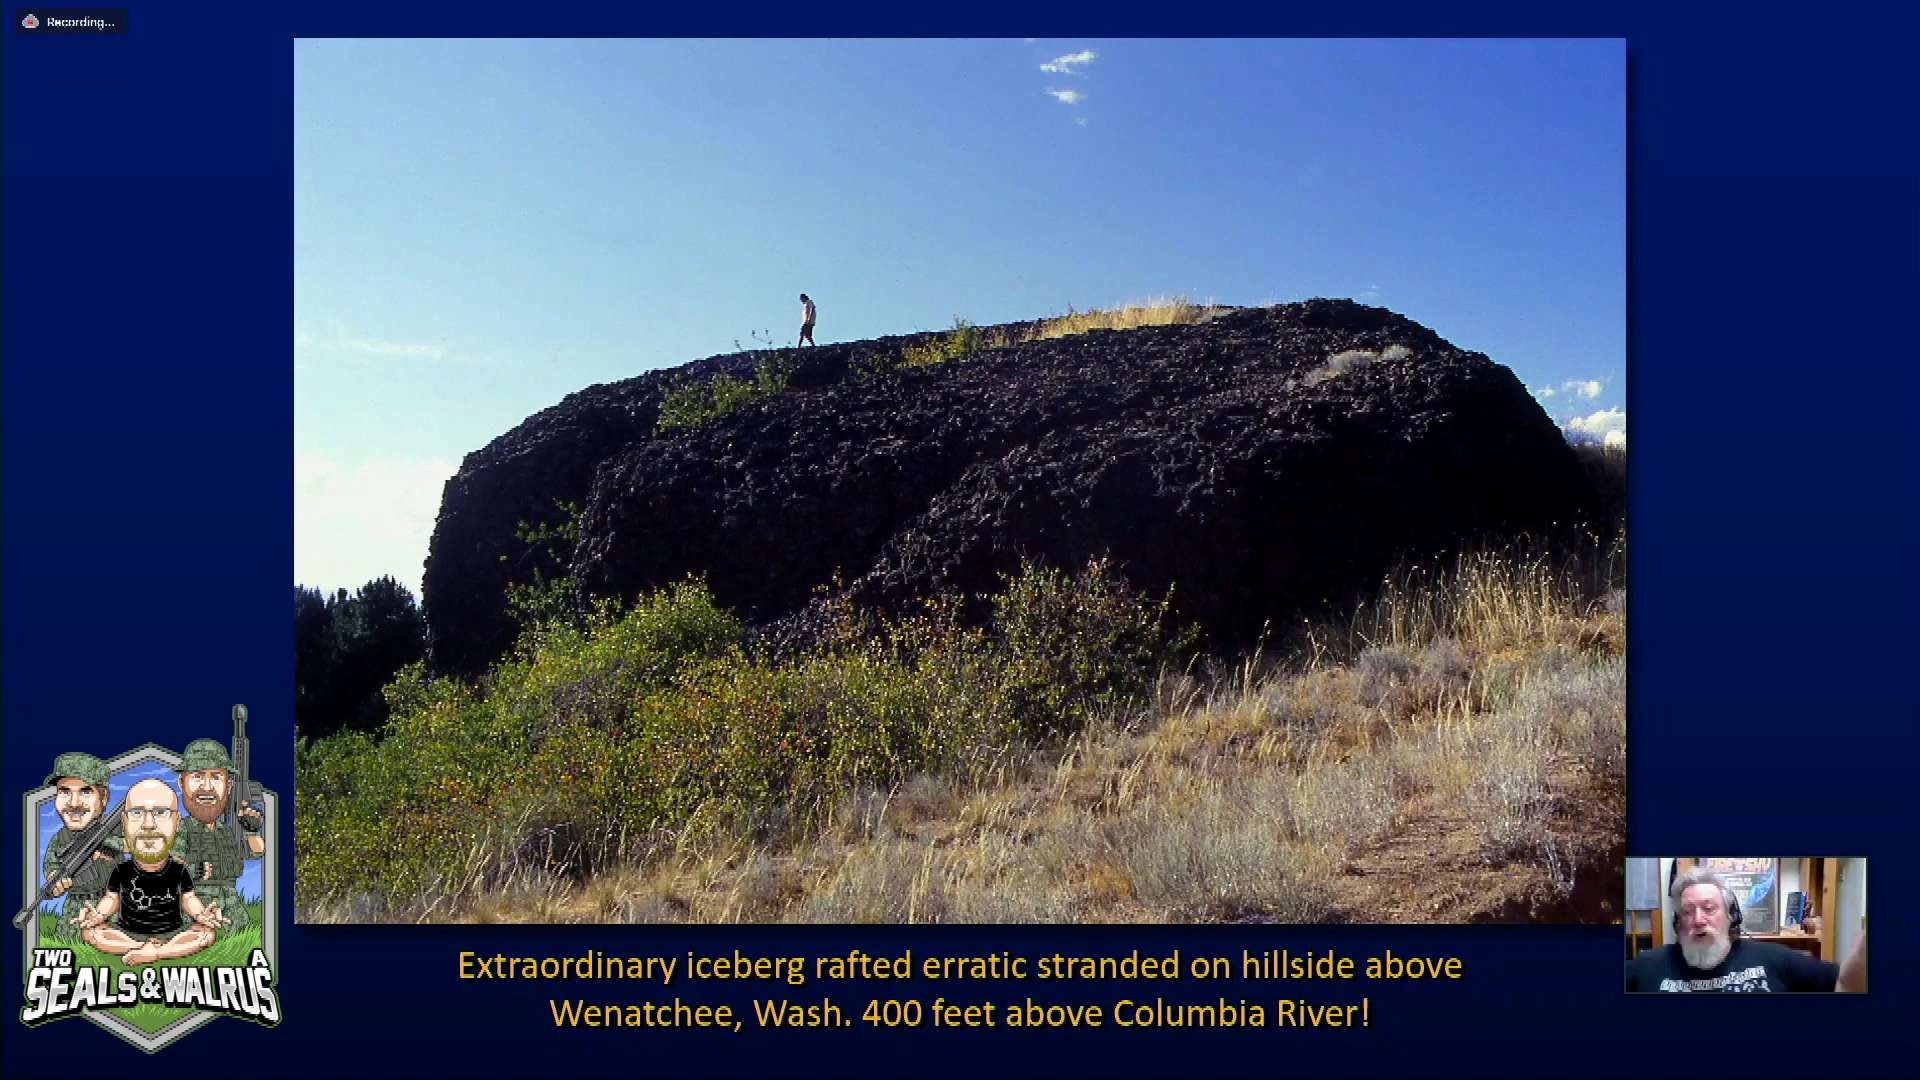 Recording...
Extraordinary iceberg rafted erratic stranded on hillside above
Wenatchee, Wash. 400 feet above Columbia River!
TWO A
SEALS & WALRUS